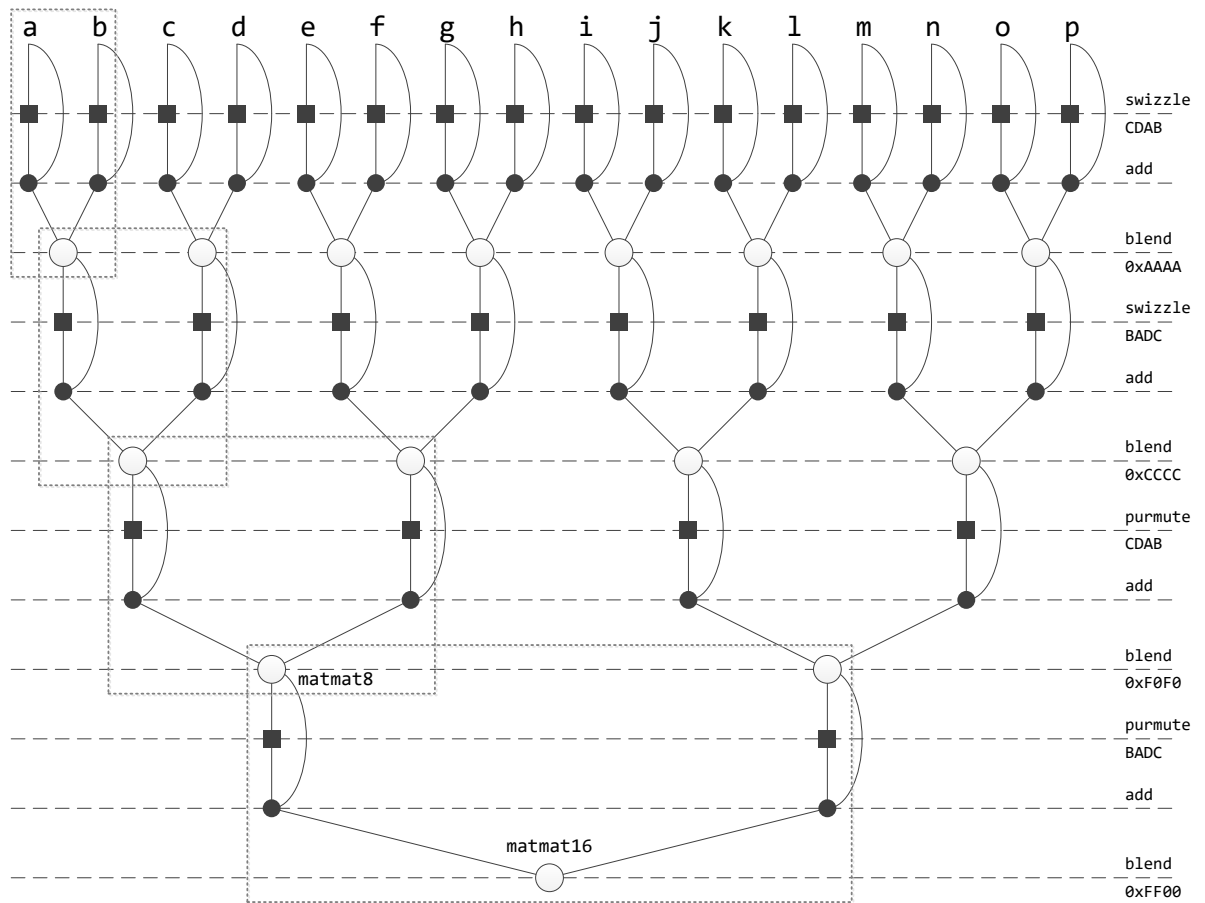 a b c d e f g h i j k l m n o p
swizzle
CDAB
add
blend
0xAAAA
swizzle
BADC
add
blend
0xCCCC
purmute
CDAB
add
blend
matmat8
0xF0F0
purmute
BADC
add
matmat16
blend
0xFF00